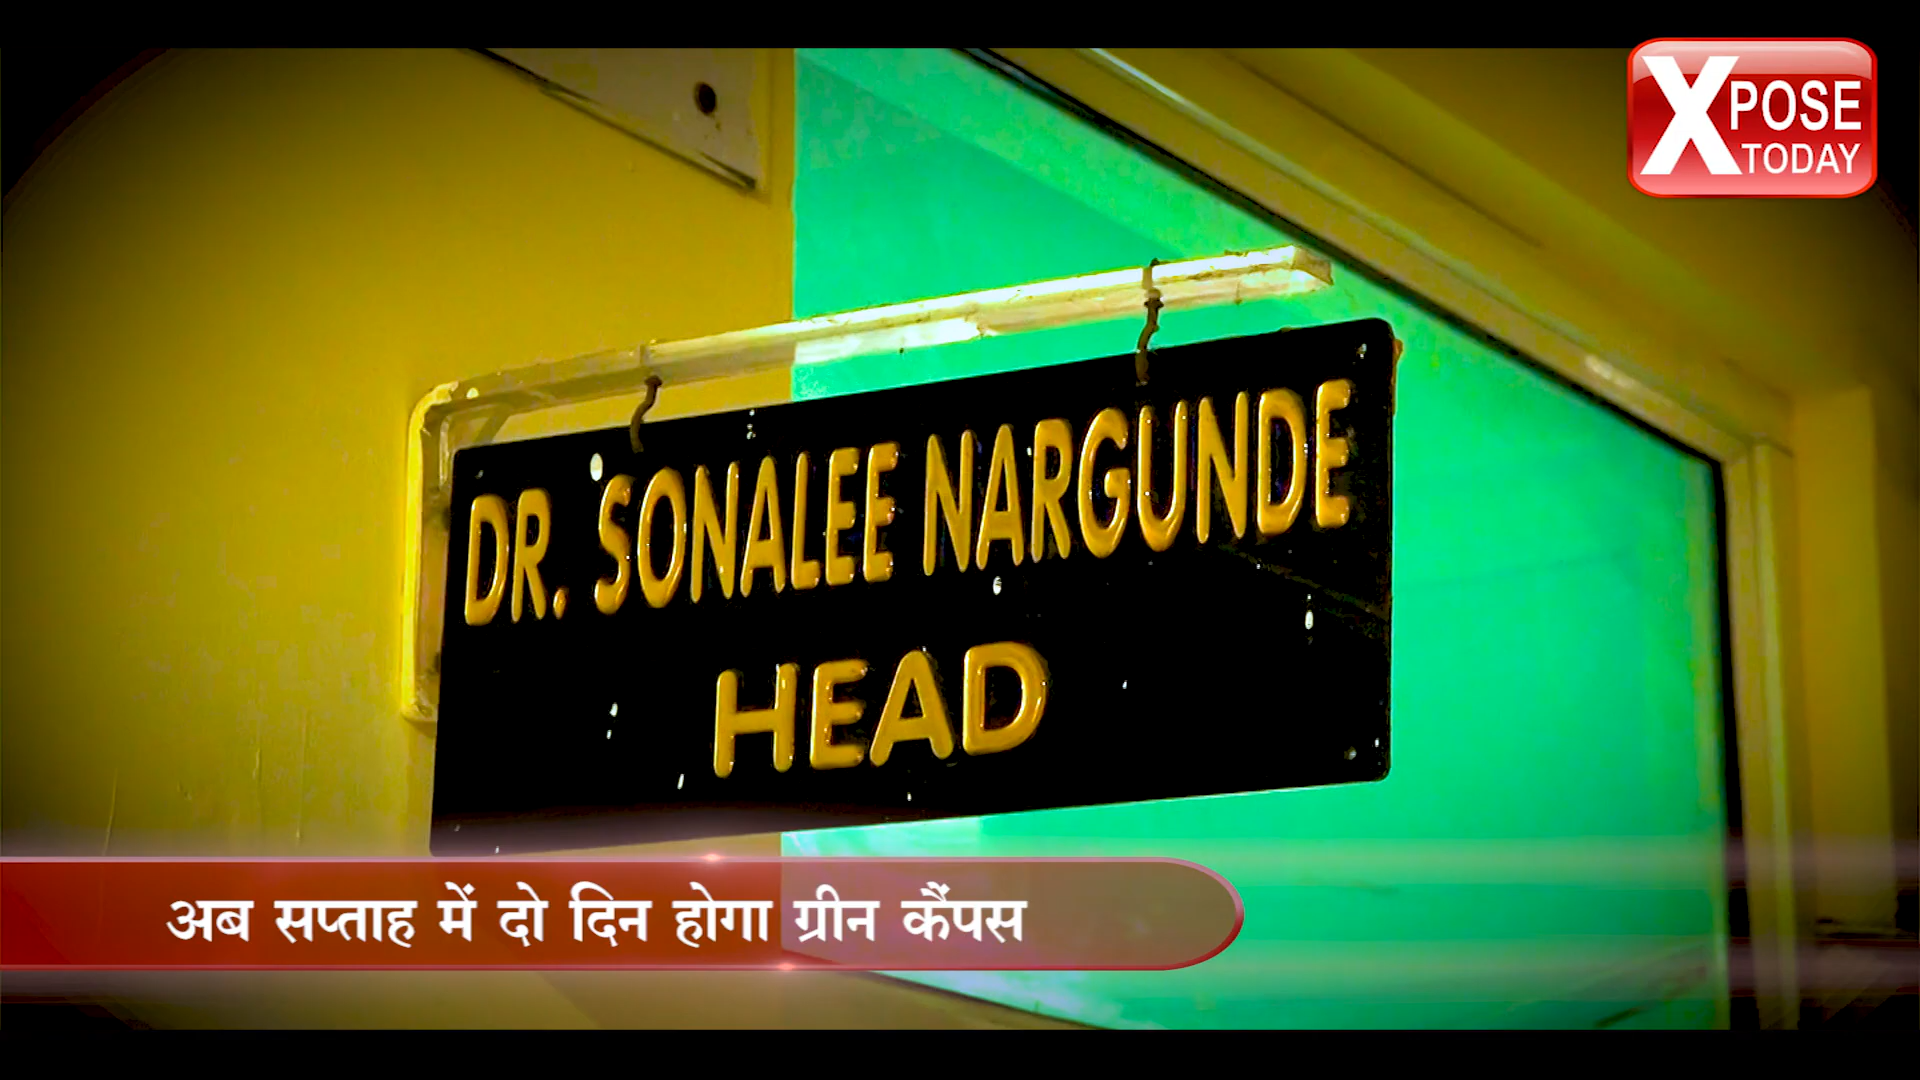 XPOSE
TODAY
DR. SONALEE NARGUNDE
HEAD
अब सप्ताह में दो दिन होगा ग्रीन कैंपस